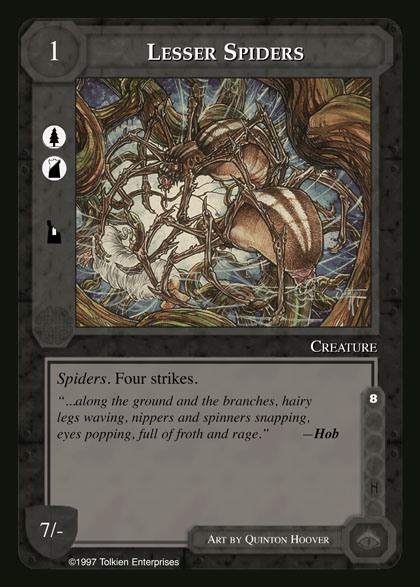 1
LESSER SPIDERS
CREATURE
Spiders. Four strikes.
“...along the ground and the branches, hairy
legs waving, nippers and spinners snapping,
eyes popping, full of froth and rage.” —Hob
8
7/-
ART BY QUINTON HOOVER
©1997 Tolkien Enterprises